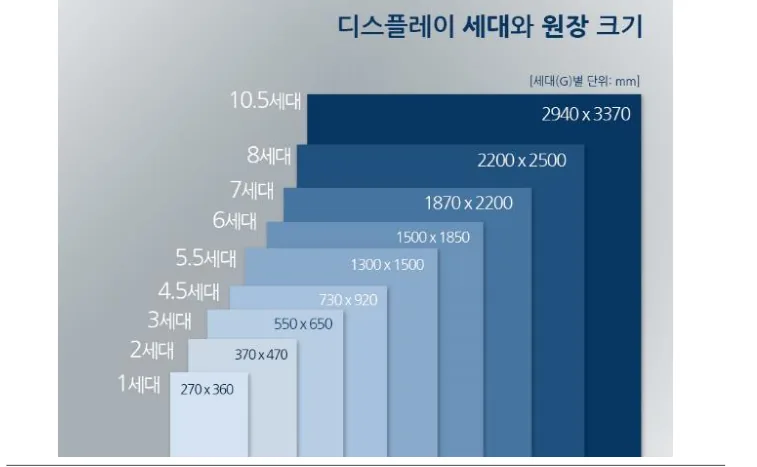 디스플레이 세대와 원장 크기
[세대(G)별 단위: mm]
10.5세대
2940 x 3370
8세대
2200 x 2500
7세대
1870 x 2200
6세대
1500 x 1850
5.5세대
1300 x 1500
4.5세대
730 x 920
3세대
550 x 650
2세대
370 x 470
1세대
270 x 360